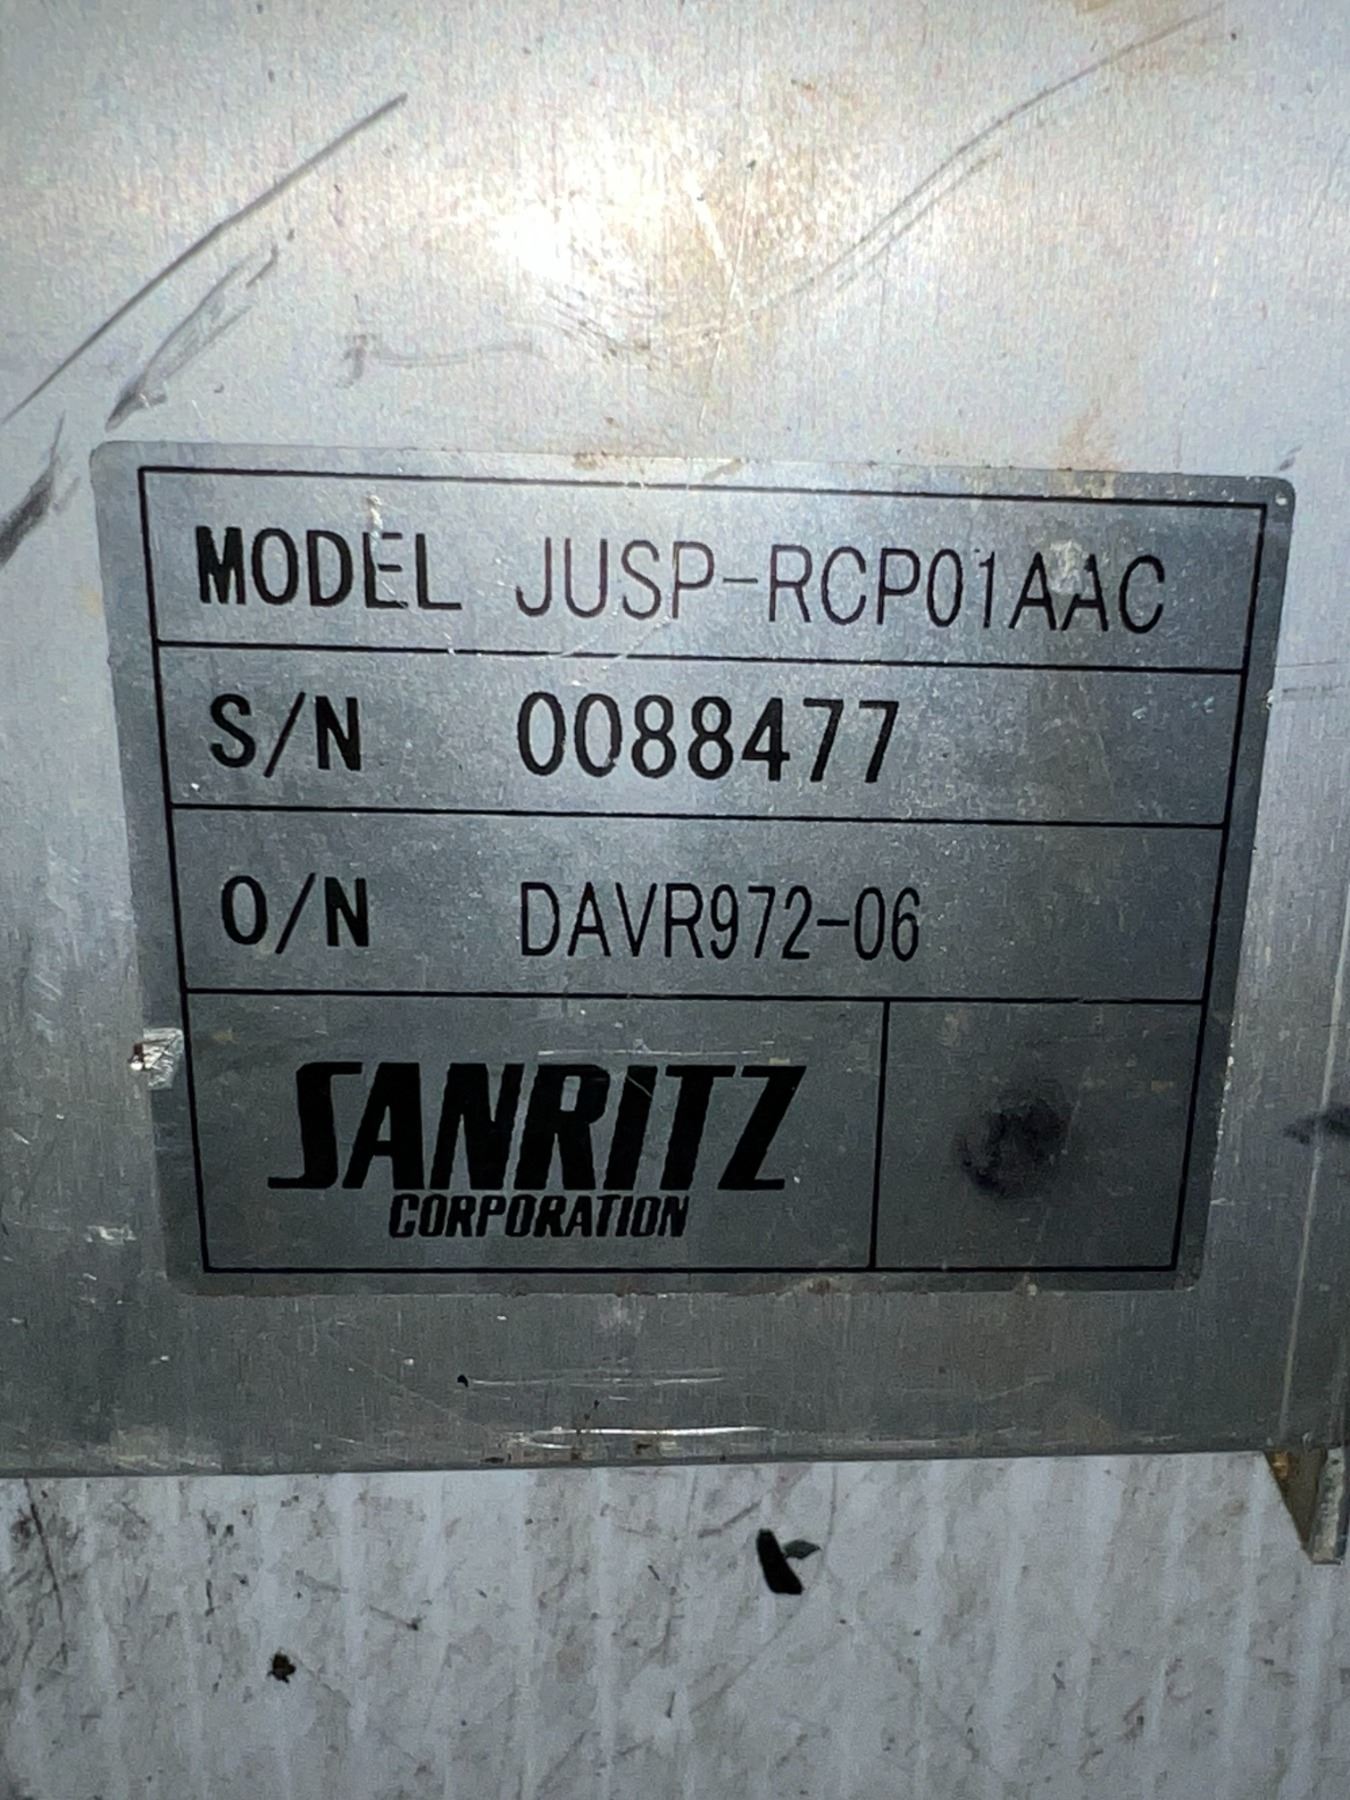 MODEL JUSP-RCP01AAC
S/N 0088477
O/N DAVR972-06
SANRITZ
CORPORATION